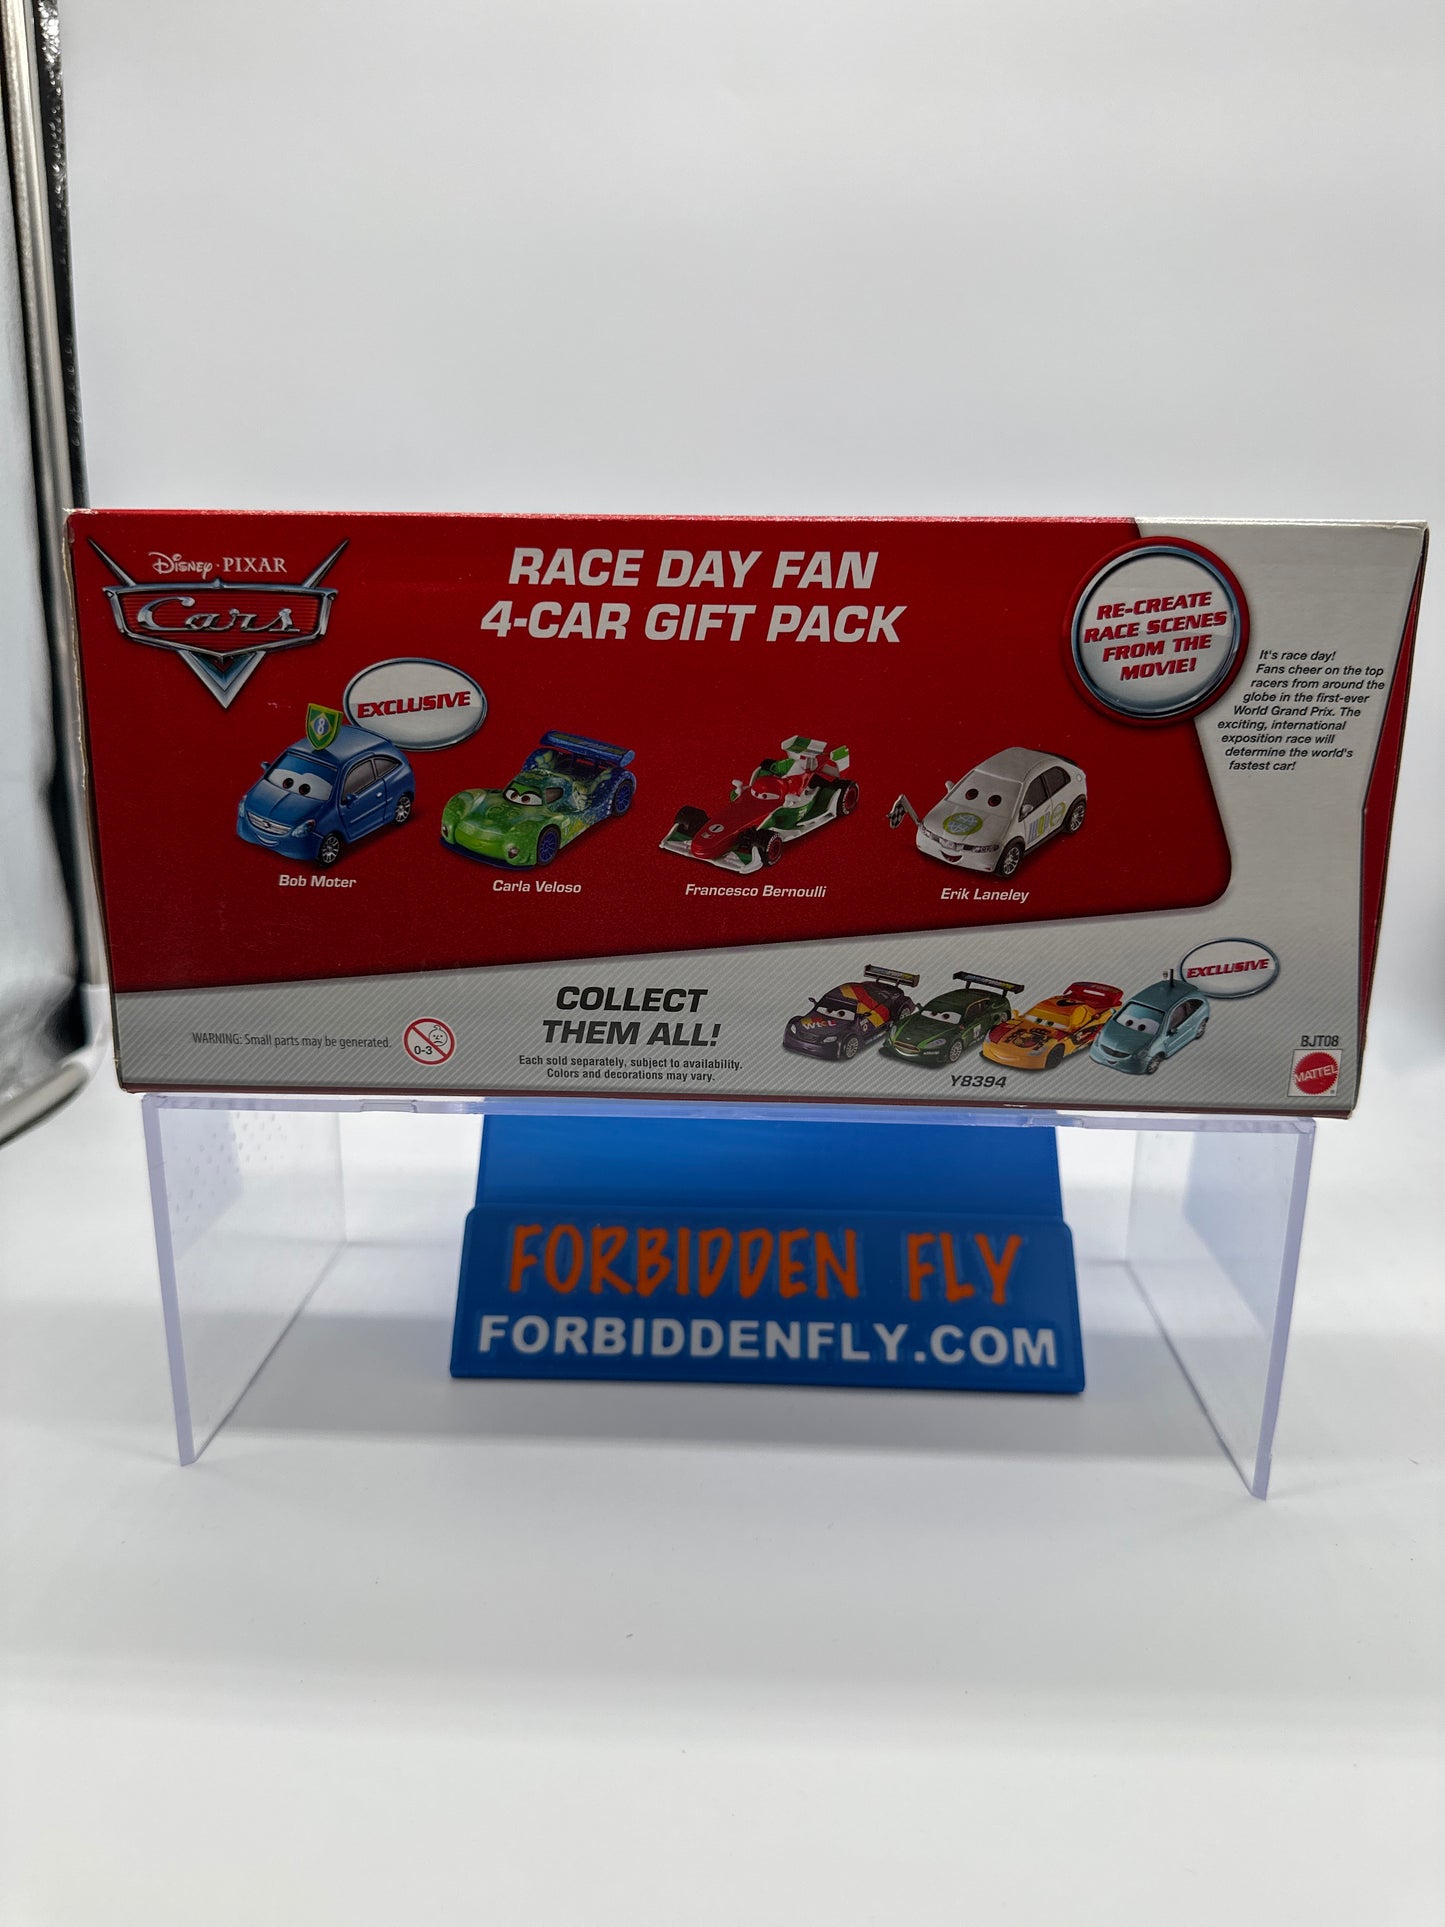 Disney · PIXAR
Cars
RACE DAY FAN
4-CAR GIFT PACK
EXCLUSIVE
8
RE-CREATE
RACE SCENES
FROM THE
MOVIE!
It's race day!
Fans cheer on the top
racers from around the
globe in the first-ever
World Grand Prix. The
exciting, international
exposition race will
determine the world's
fastest car!
Bob Moter
Carla Veloso
Francesco Bernoulli
Erik Laneley
COLLECT
THEM ALL!
Each sold separately, subject to availability.
Colors and decorations may vary.
WARNING: Small parts may be generated.
0-3
EXCLUSIVE
Y8394
BJT08
MATTEL
FORBIDDEN FLY
FORBIDDENFLY.COM